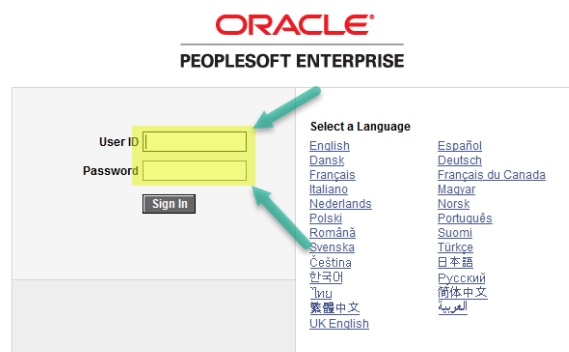 ORACLE®
PEOPLESOFT ENTERPRISE
User ID
Password
Sign In
Select a Language
English
Español
Dansk
Deutsch
Français
Français du Canada
Italiano
Magyar
Nederlands
Norsk
Polski
Português
Română
Suomi
Svenska
Türkçe
Čeština
日本語
한국어
Русский
ไทย
简体中文
繁體中文
العربية
UK English